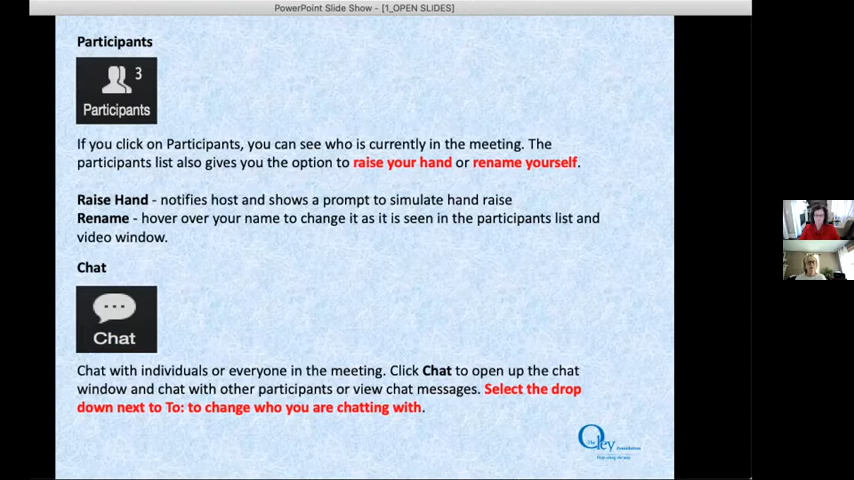 PowerPoint Slide Show - [1_OPEN SLIDES]
Participants
3
Participants
If you click on Participants, you can see who is currently in the meeting. The
participants list also gives you the option to raise your hand or rename yourself.
Raise Hand - notifies host and shows a prompt to simulate hand raise
Rename - hover over your name to change it as it is seen in the participants list and
video window.
Chat
Chat
Chat with individuals or everyone in the meeting. Click Chat to open up the chat
window and chat with other participants or view chat messages. Select the drop
down next to To: to change who you are chatting with.
The Oley Foundation